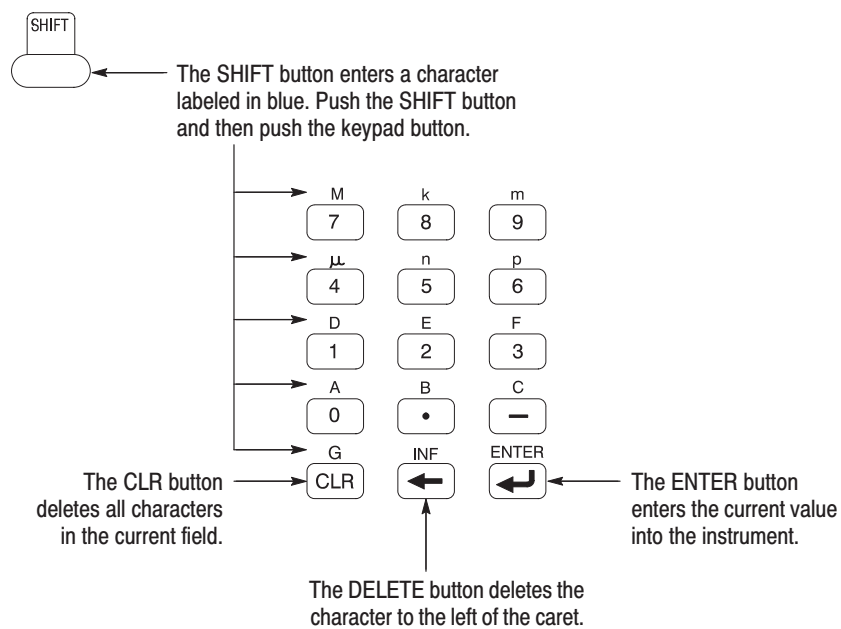 SHIFT
The SHIFT button enters a character
labeled in blue. Push the SHIFT button
and then push the keypad button.
M k m
7 8 9
μ n p
4 5 6
D E F
1 2 3
A B C
0 • —
G INF ENTER
CLR
The CLR button
deletes all characters
in the current field.
The ENTER button
enters the current value
into the instrument.
The DELETE button deletes the
character to the left of the caret.